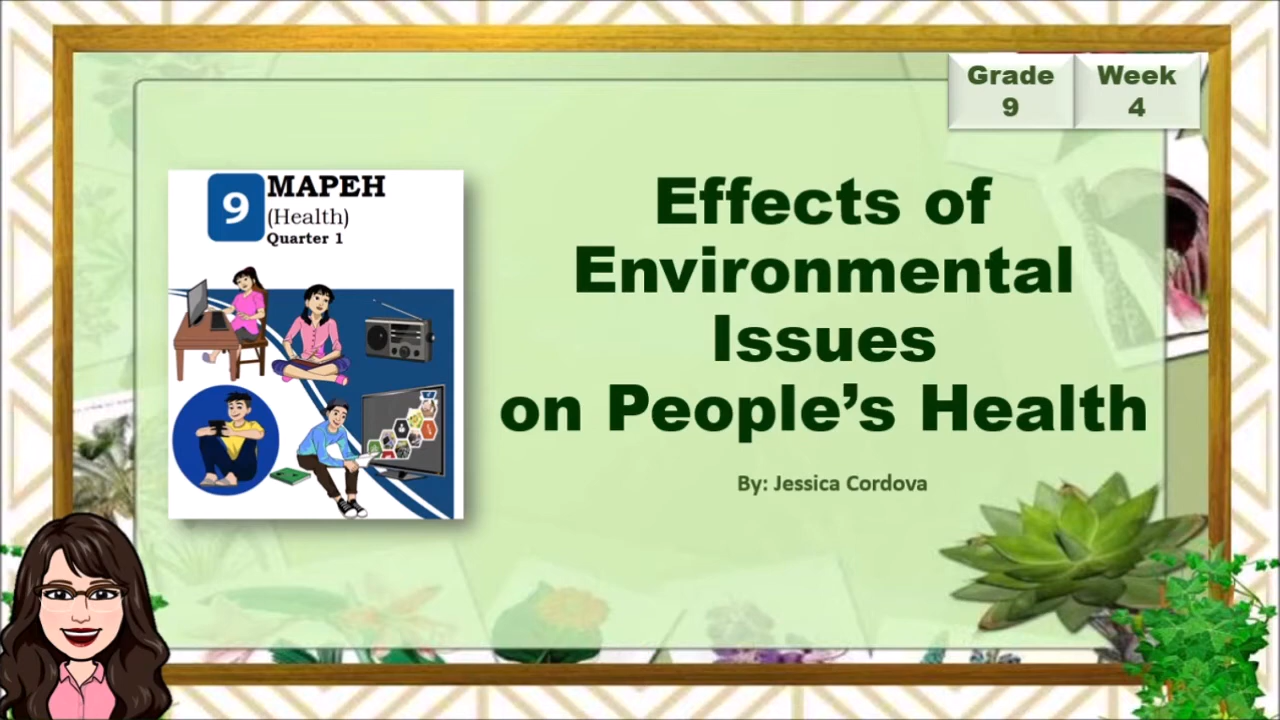 Grade
9
Week
4
9
MAPEH
(Health)
Quarter 1
Effects of
Environmental
Issues
on People’s Health
By: Jessica Cordova